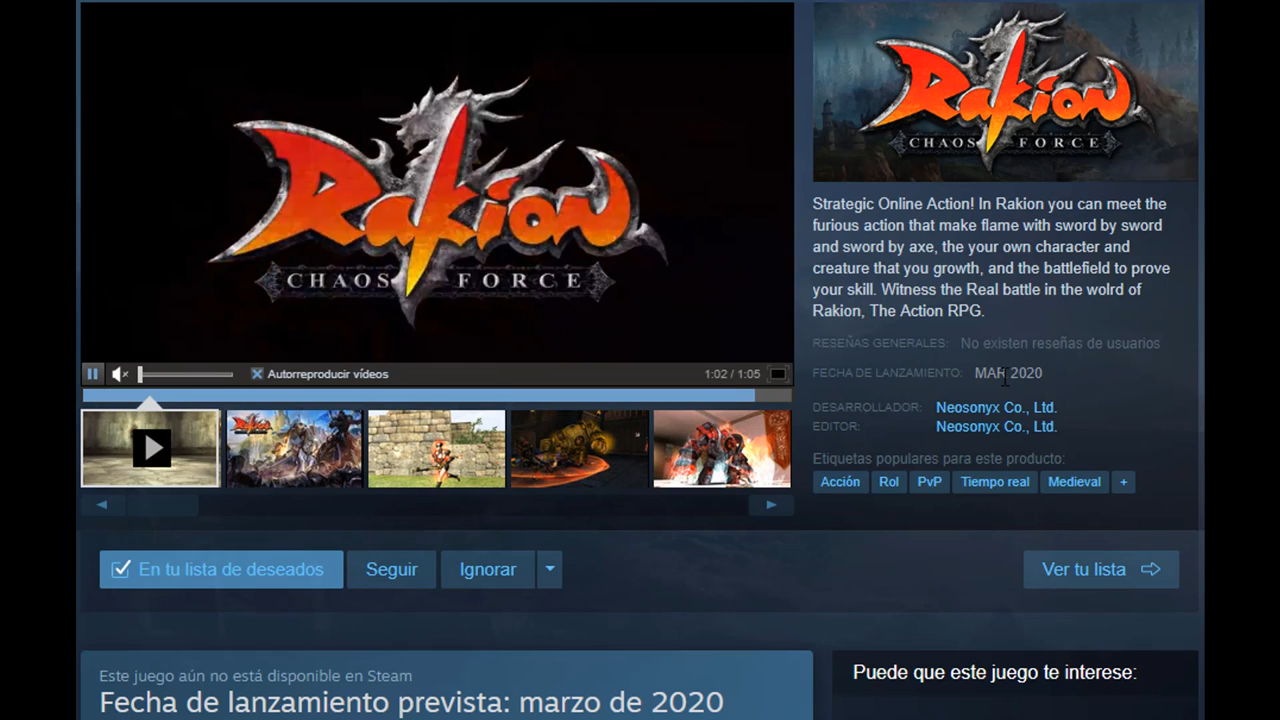 Rakion
CHAOS FORCE
Autorreproducir vídeos
1:02 / 1:05
Rakion
Rakion
CHAOS FORCE
Strategic Online Action! In Rakion you can meet the
furious action that make flame with sword by sword
and sword by axe, the your own character and
creature that you growth, and the battlefield to prove
your skill. Witness the Real battle in the wolrd of
Rakion, The Action RPG.
RESEÑAS GENERALES: No existen reseñas de usuarios
FECHA DE LANZAMIENTO: MAR 2020
DESARROLLADOR: Neosonyx Co., Ltd.
EDITOR: Neosonyx Co., Ltd.
Etiquetas populares para este producto:
Acción Rol PvP Tiempo real Medieval +
En tu lista de deseados Seguir Ignorar Ver tu lista
Este juego aún no está disponible en Steam
Fecha de lanzamiento prevista: marzo de 2020
Puede que este juego te interese: